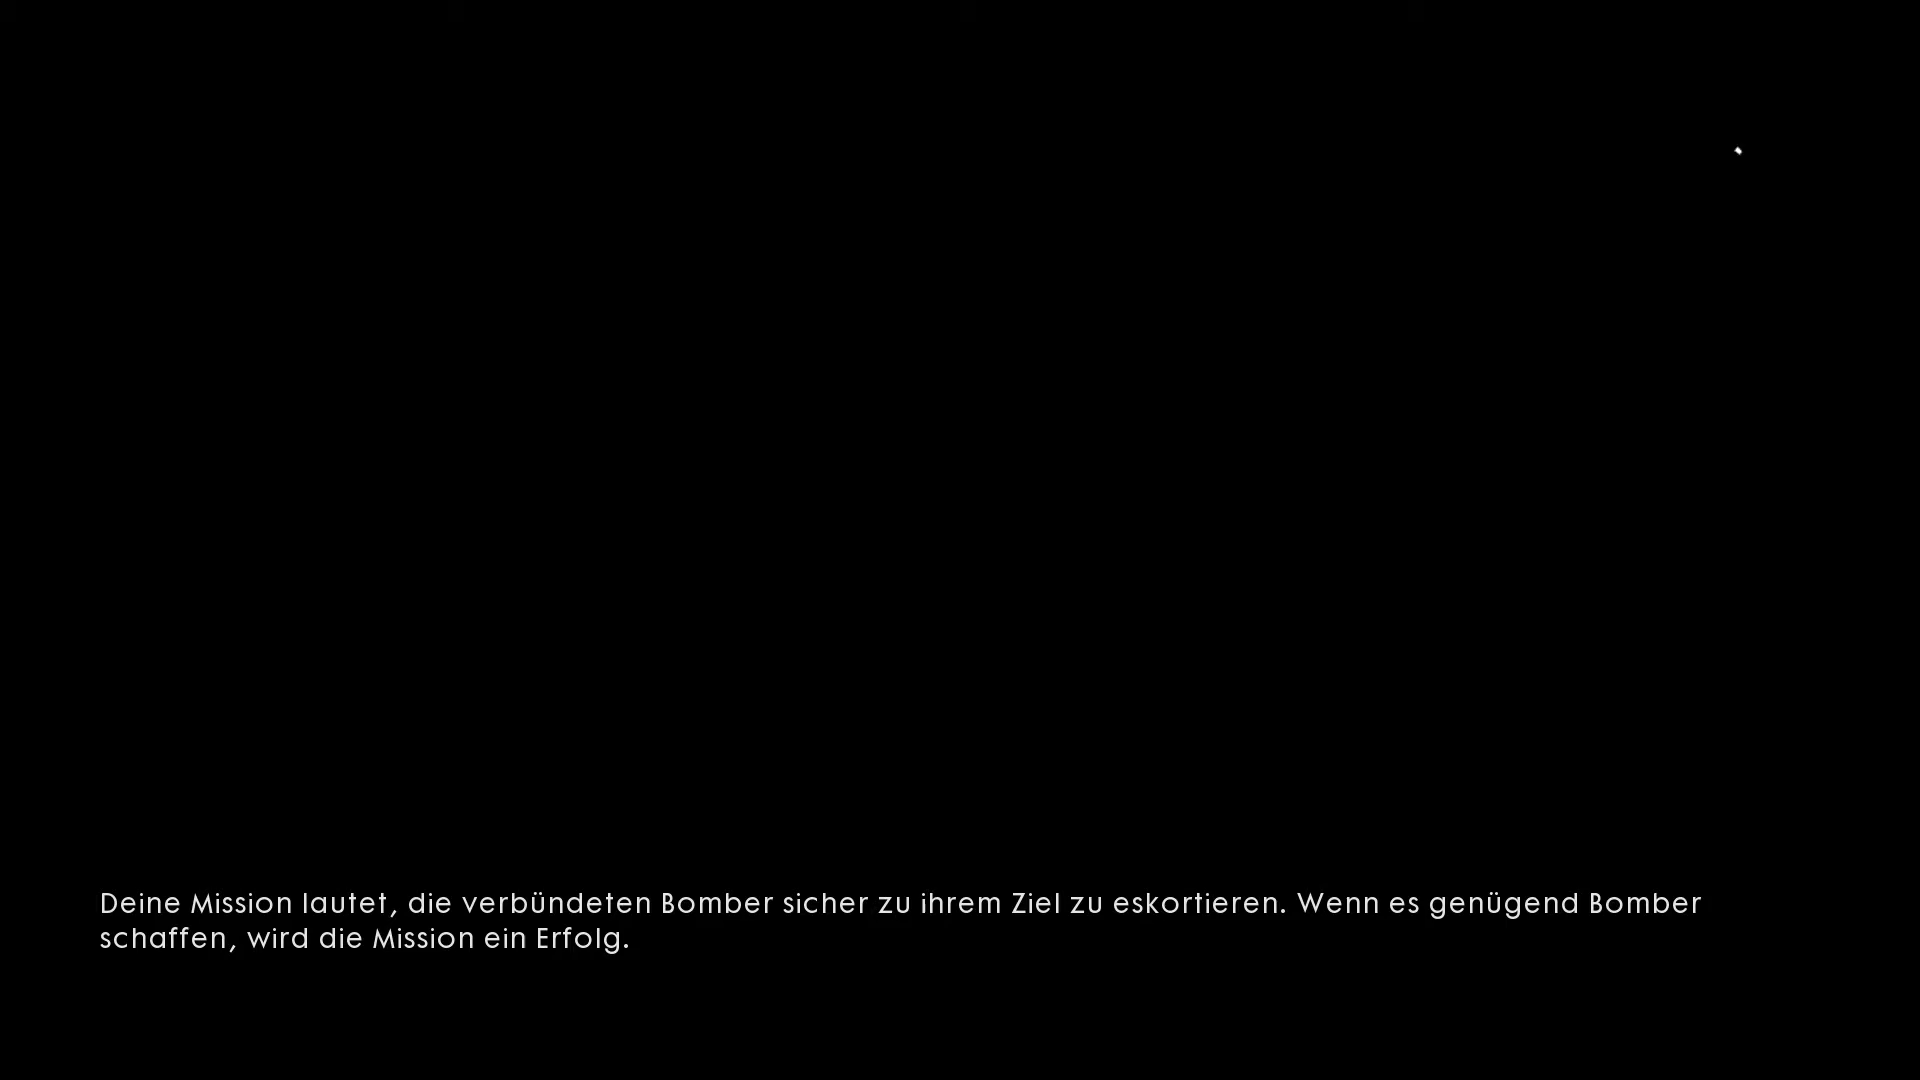 Deine Mission lautet, die verbündeten Bomber sicher zu ihrem Ziel zu eskortieren. Wenn es genügend Bomber
schaffen, wird die Mission ein Erfolg.